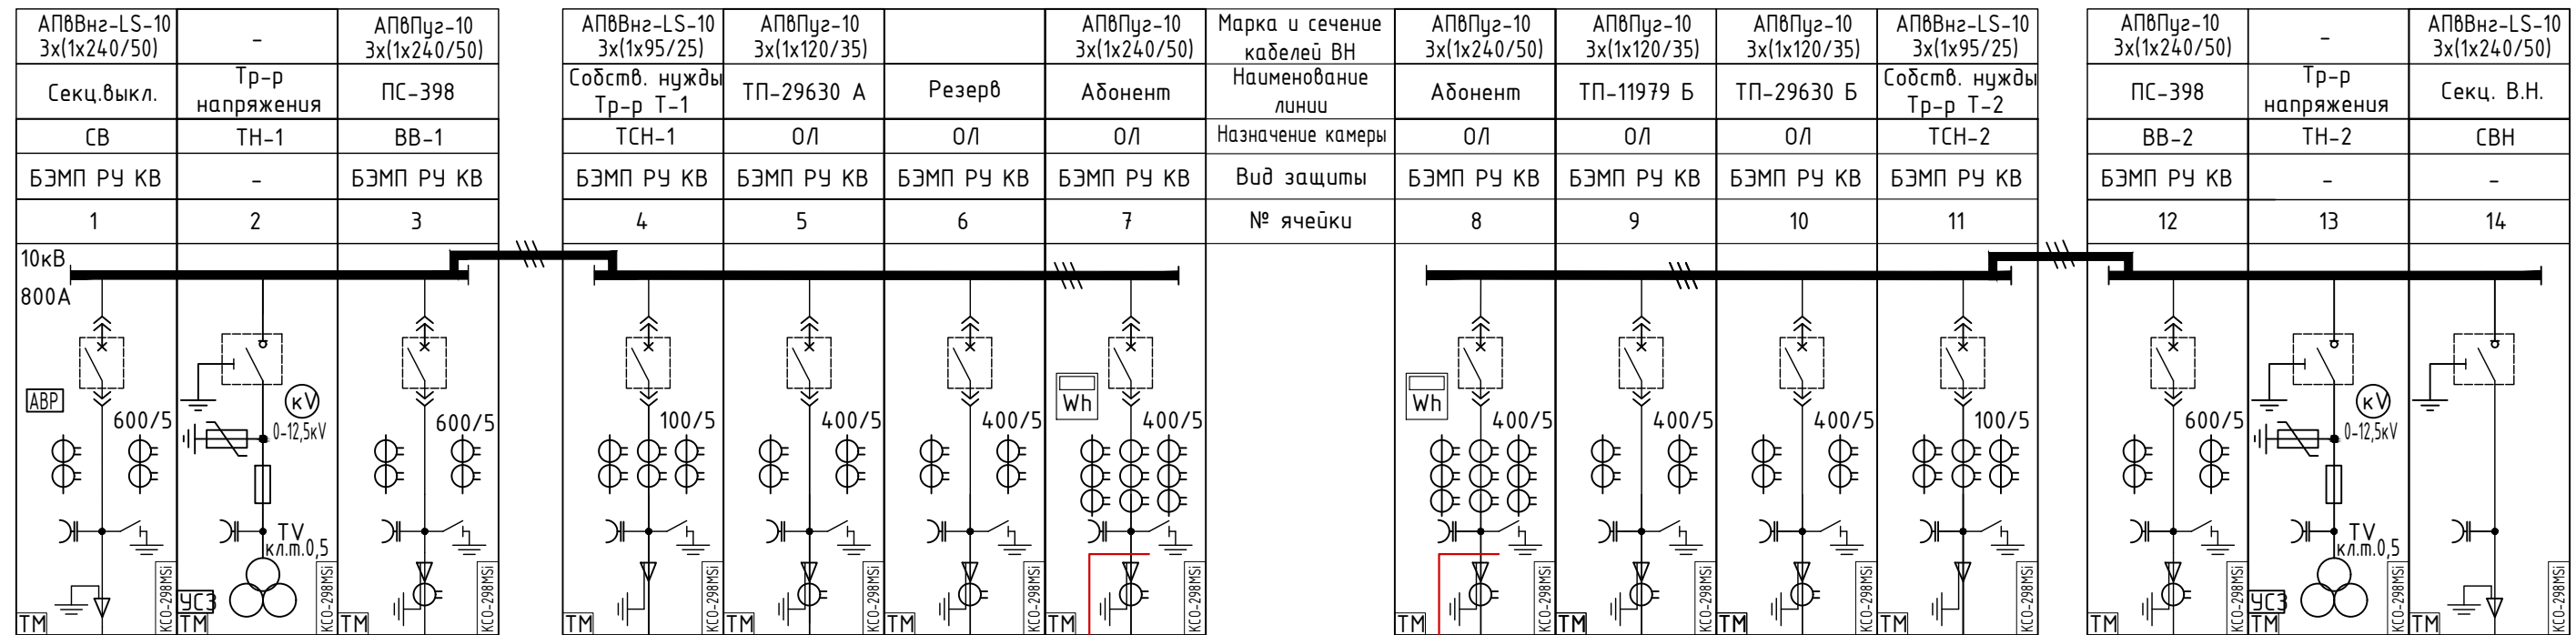 АПвВнг-LS-10
3х(1х240/50)
-
АПвПуг-10
3х(1х240/50)
АПвВнг-LS-10
3х(1х95/25)
АПвПуг-10
3х(1х120/35)
АПвПуг-10
3х(1х240/50)
Марка и сечение
кабелей ВН
АПвПуг-10
3х(1х240/50)
АПвПуг-10
3х(1х120/35)
АПвПуг-10
3х(1х120/35)
АПвВнг-LS-10
3х(1х95/25)
АПвПуг-10
3х(1х240/50)
-
АПвВнг-LS-10
3х(1х240/50)
Секц.выкл.
Тр-р
напряжения
ПС-398
Собств. нужды
Тр-р Т-1
ТП-29630 А
Резерв
Абонент
Наименование
линии
Абонент
ТП-11979 Б
ТП-29630 Б
Собств. нужды
Тр-р Т-2
ПС-398
Тр-р
напряжения
Секц. В.Н.
СВ
ТН-1
ВВ-1
ТСН-1
ОЛ
ОЛ
ОЛ
Назначение камеры
ОЛ
ОЛ
ОЛ
ТСН-2
ВВ-2
ТН-2
СВН
БЭМП РУ КВ
-
БЭМП РУ КВ
БЭМП РУ КВ
БЭМП РУ КВ
БЭМП РУ КВ
БЭМП РУ КВ
Вид защиты
БЭМП РУ КВ
БЭМП РУ КВ
БЭМП РУ КВ
БЭМП РУ КВ
БЭМП РУ КВ
-
-
1
2
3
4
5
6
7
№ ячейки
8
9
10
11
12
13
14
10кВ
800А
АВР
600/5
кV
0-12,5кV
600/5
100/5
400/5
400/5
Wh
400/5
Wh
400/5
400/5
400/5
100/5
600/5
кV
0-12,5кV
TV
кл.т.0,5
TV
кл.т.0,5
УСЗ
УСЗ
ТМ
КСО-298MSi
ТМ
КСО-298MSi
ТМ
КСО-298MSi
ТМ
КСО-298MSi
ТМ
КСО-298MSi
ТМ
КСО-298MSi
ТМ
КСО-298MSi
ТМ
КСО-298MSi
ТМ
КСО-298MSi
ТМ
КСО-298MSi
ТМ
КСО-298MSi
ТМ
КСО-298MSi
ТМ
КСО-298MSi
ТМ
КСО-298MSi